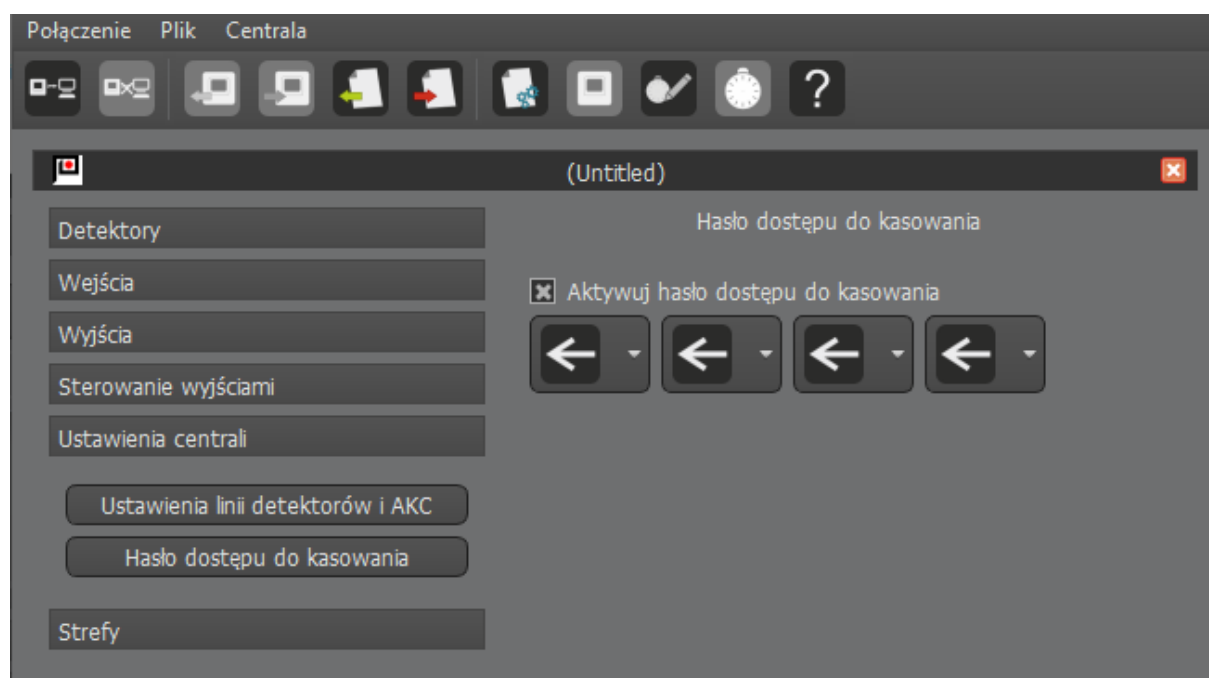 Połączenie Plik Centrala
?
(Untitled)
Detektory
Wejścia
Wyjścia
Sterowanie wyjściami
Ustawienia centrali
Ustawienia linii detektorów i AKC
Hasło dostępu do kasowania
Strefy
Hasło dostępu do kasowania
Aktywuj hasło dostępu do kasowania